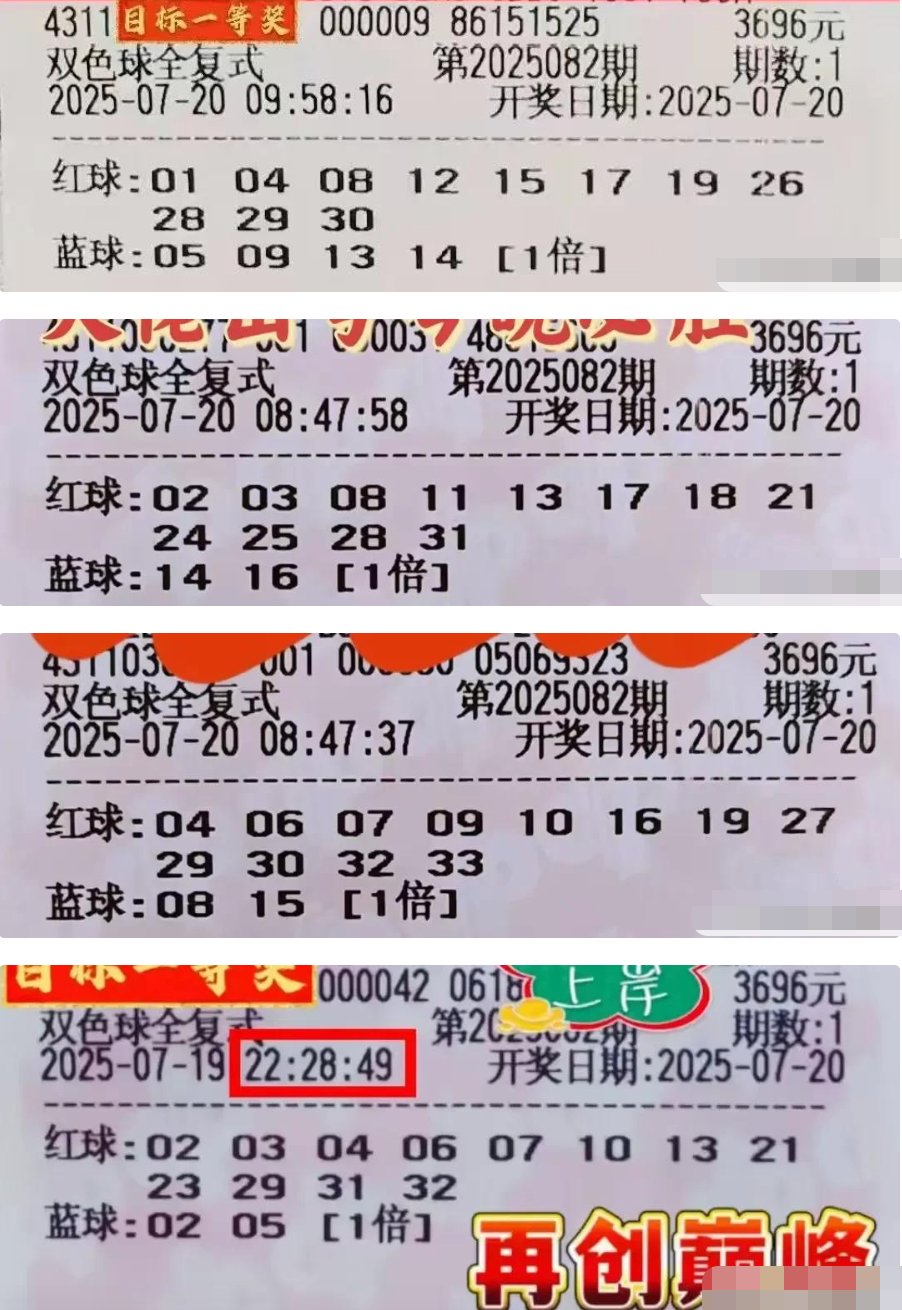 4311 目标一等奖 000009 86151525 3696元
双色球全复式 第2025082期 期数:1
2025-07-20 09:58:16 开奖日期:2025-07-20
红球:01 04 08 12 15 17 19 26
28 29 30
蓝球:05 09 13 14 [1倍]
3696元
双色球全复式 第2025082期 期数:1
2025-07-20 08:47:58 开奖日期:2025-07-20
红球:02 03 08 11 13 17 18 21
24 25 28 31
蓝球:14 16 [1倍]
001 05069323 3696元
双色球全复式 第2025082期 期数:1
2025-07-20 08:47:37 开奖日期:2025-07-20
红球:04 06 07 09 10 16 19 27
29 30 32 33
蓝球:08 15 [1倍]
目标一等奖 000042 0618 上岸 3696元
双色球全复式 期数:1
2025-07-19 22:28:49 开奖日期:2025-07-20
红球:02 03 04 06 07 10 13 21
23 29 31 32
蓝球:02 05 [1倍]
再创巅峰